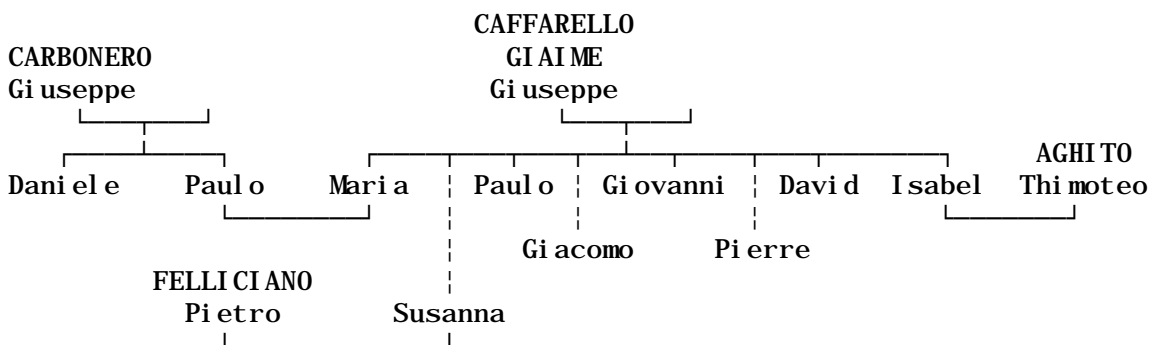 CAFFARELLO
CARBONERO GIAIME
Giuseppe Giuseppe
AGHITO
Daniele Paulo Maria Paulo Giovanni David Isabel Thimoteo
Giacomo Pierre
FELLICIANO
Pietro Susanna